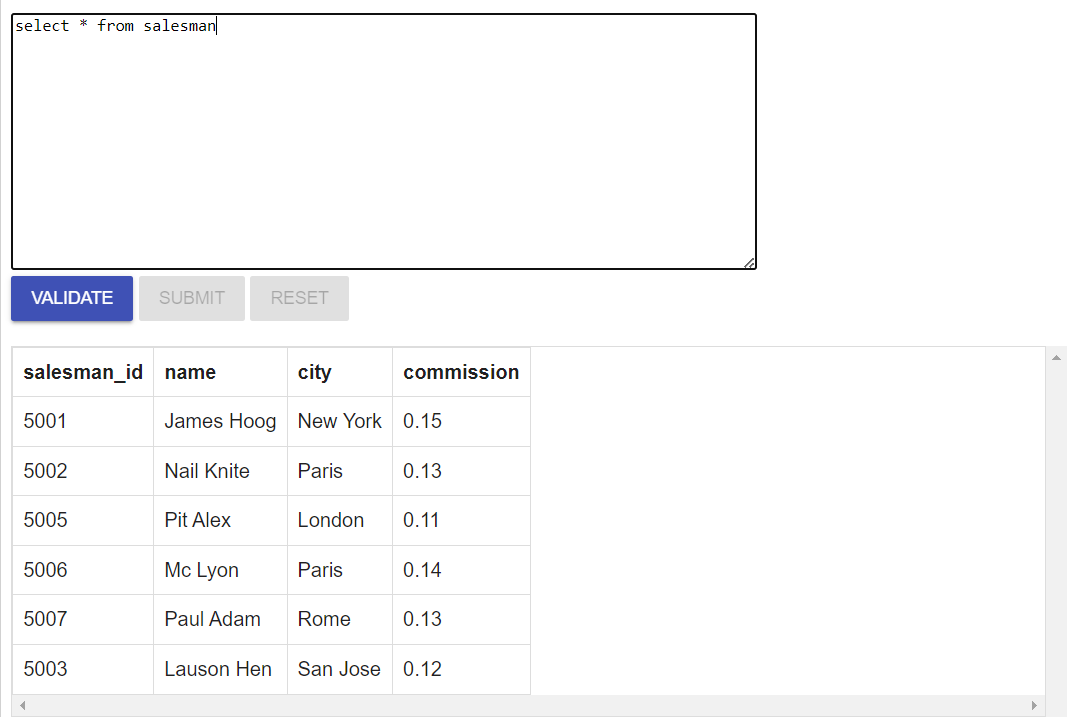 select * from salesman
VALIDATE SUBMIT RESET
salesman_id name city commission
5001 James Hoog New York 0.15
5002 Nail Knite Paris 0.13
5005 Pit Alex London 0.11
5006 Mc Lyon Paris 0.14
5007 Paul Adam Rome 0.13
5003 Lauson Hen San Jose 0.12